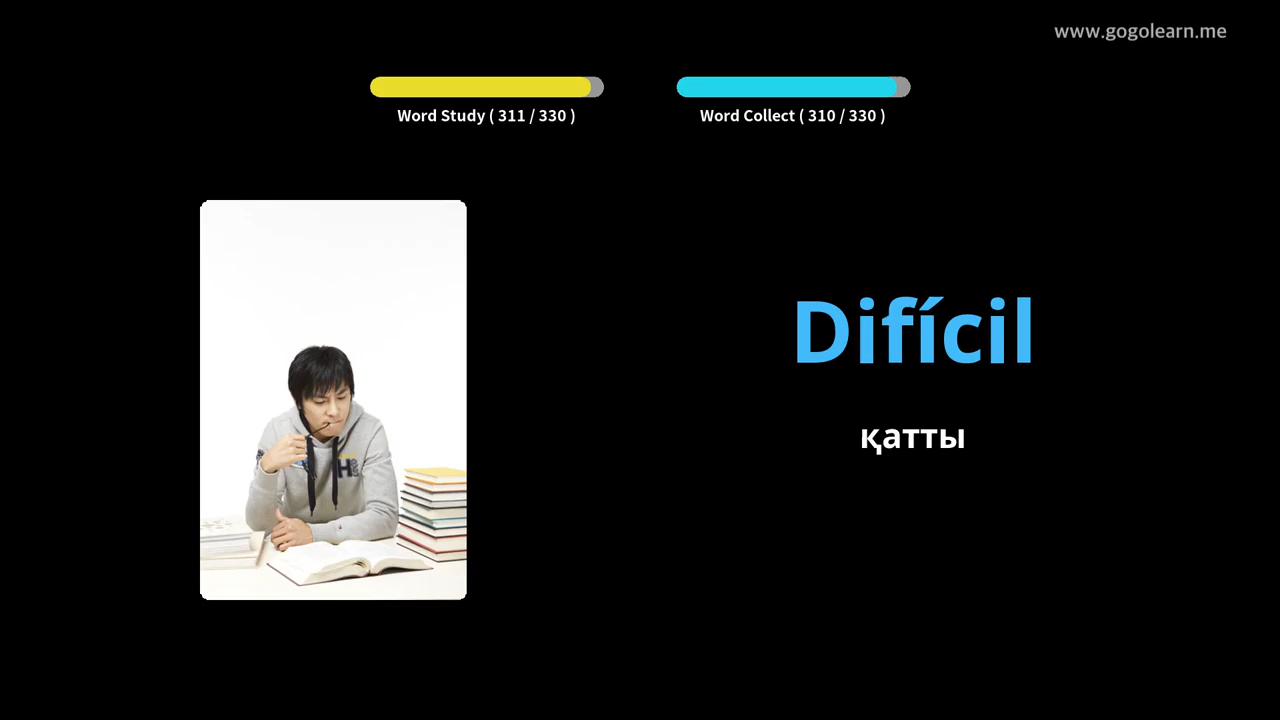 www.gogolearn.me
Word Study ( 311 / 330 )
Word Collect ( 310 / 330 )
Difícil
қатты
H